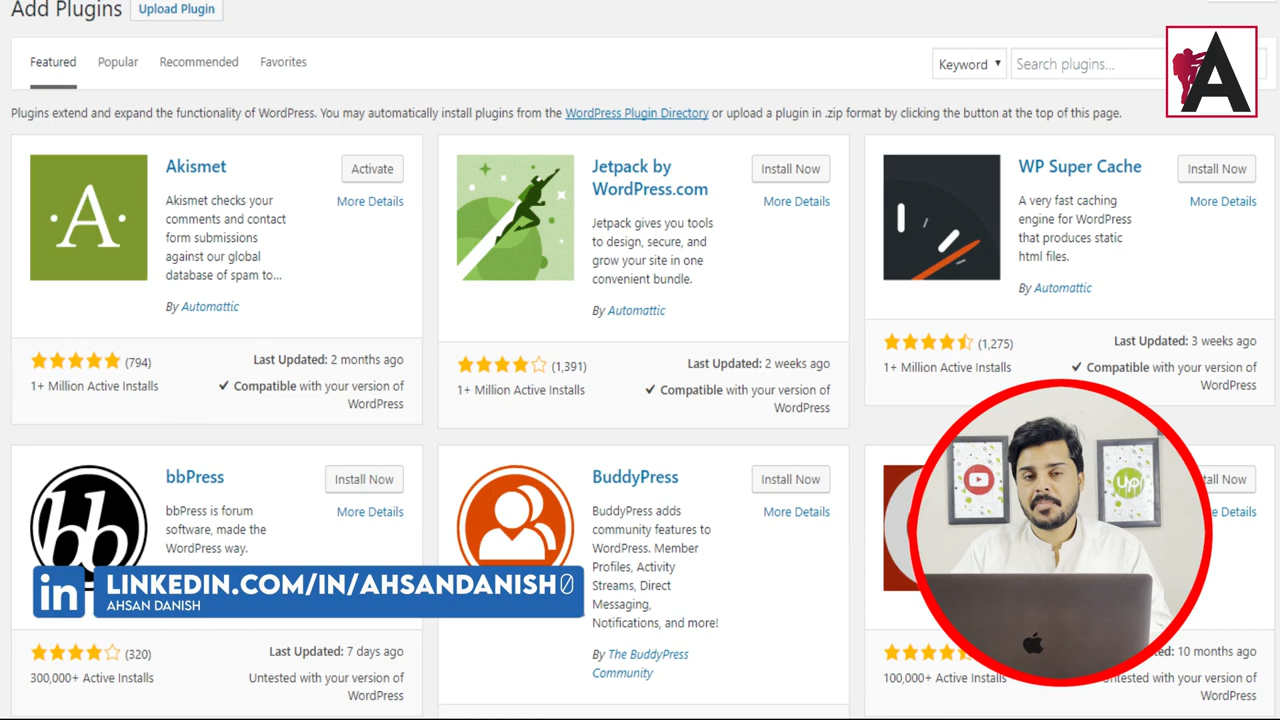 Add Plugins
Upload Plugin
Featured
Popular
Recommended
Favorites
Keyword
Search plugins...
A
Plugins extend and expand the functionality of WordPress. You may automatically install plugins from the WordPress Plugin Directory or upload a plugin in .zip format by clicking the button at the top of this page.
·A·
Akismet
Activate
More Details
Akismet checks your
comments and contact
form submissions
against our global
database of spam to...
By Automattic
(794)
1+ Million Active Installs
Last Updated: 2 months ago
Compatible with your version of
WordPress
Jetpack by
WordPress.com
Install Now
More Details
Jetpack gives you tools
to design, secure, and
grow your site in one
convenient bundle.
By Automattic
(1,391)
1+ Million Active Installs
Last Updated: 2 weeks ago
Compatible with your version of
WordPress
WP Super Cache
Install Now
More Details
A very fast caching
engine for WordPress
that produces static
html files.
By Automattic
(1,275)
1+ Million Active Installs
Last Updated: 3 weeks ago
Compatible with your version of
WordPress
bb
bbPress
Install Now
More Details
bbPress is forum
software, made the
WordPress way.
in
LINKEDIN.COM/IN/AHSANDANISH0
AHSAN DANISH
(320)
300,000+ Active Installs
Last Updated: 7 days ago
Untested with your version of
WordPress
BuddyPress
Install Now
More Details
BuddyPress adds
community features to
WordPress. Member
Profiles, Activity
Streams, Direct
Messaging,
Notifications, and more!
By The BuddyPress
Community
Now
Details
up
100,000+ Active Installs
10 months ago
with your version of
WordPress